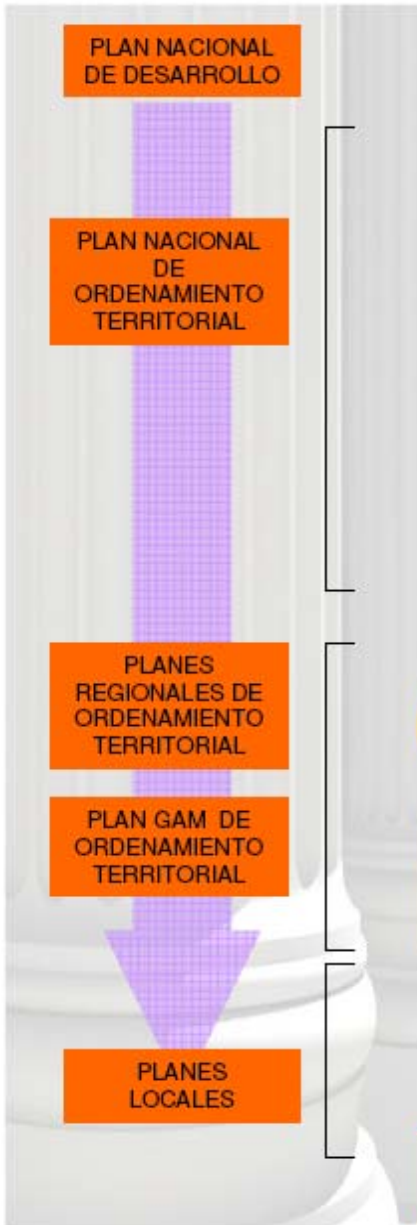 PLAN NACIONAL
DE DESARROLLO
PLAN NACIONAL
DE
ORDENAMIENTO
TERRITORIAL
PLANES
REGIONALES DE
ORDENAMIENTO
TERRITORIAL
PLAN GAM DE
ORDENAMIENTO
TERRITORIAL
PLANES
LOCALES